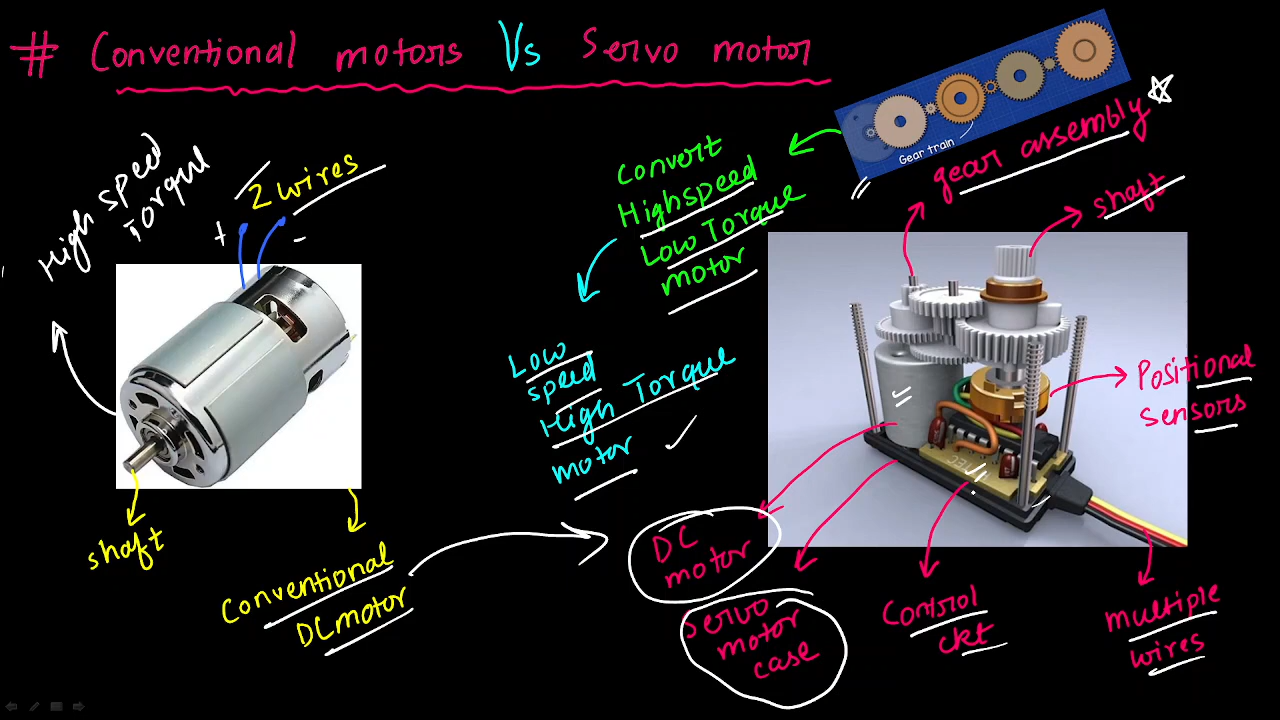 # Conventional motors Vs Servo motor
High speed
Torque
2 wires
+
-
shaft
Conventional
DC motor
Convert
Highspeed
Low Torque
motor
Low
speed
High Torque
motor
Gear train
gear assembly
shaft
Positional
sensors
DC
motor
Servo
motor
case
Control
ckt
multiple
wires